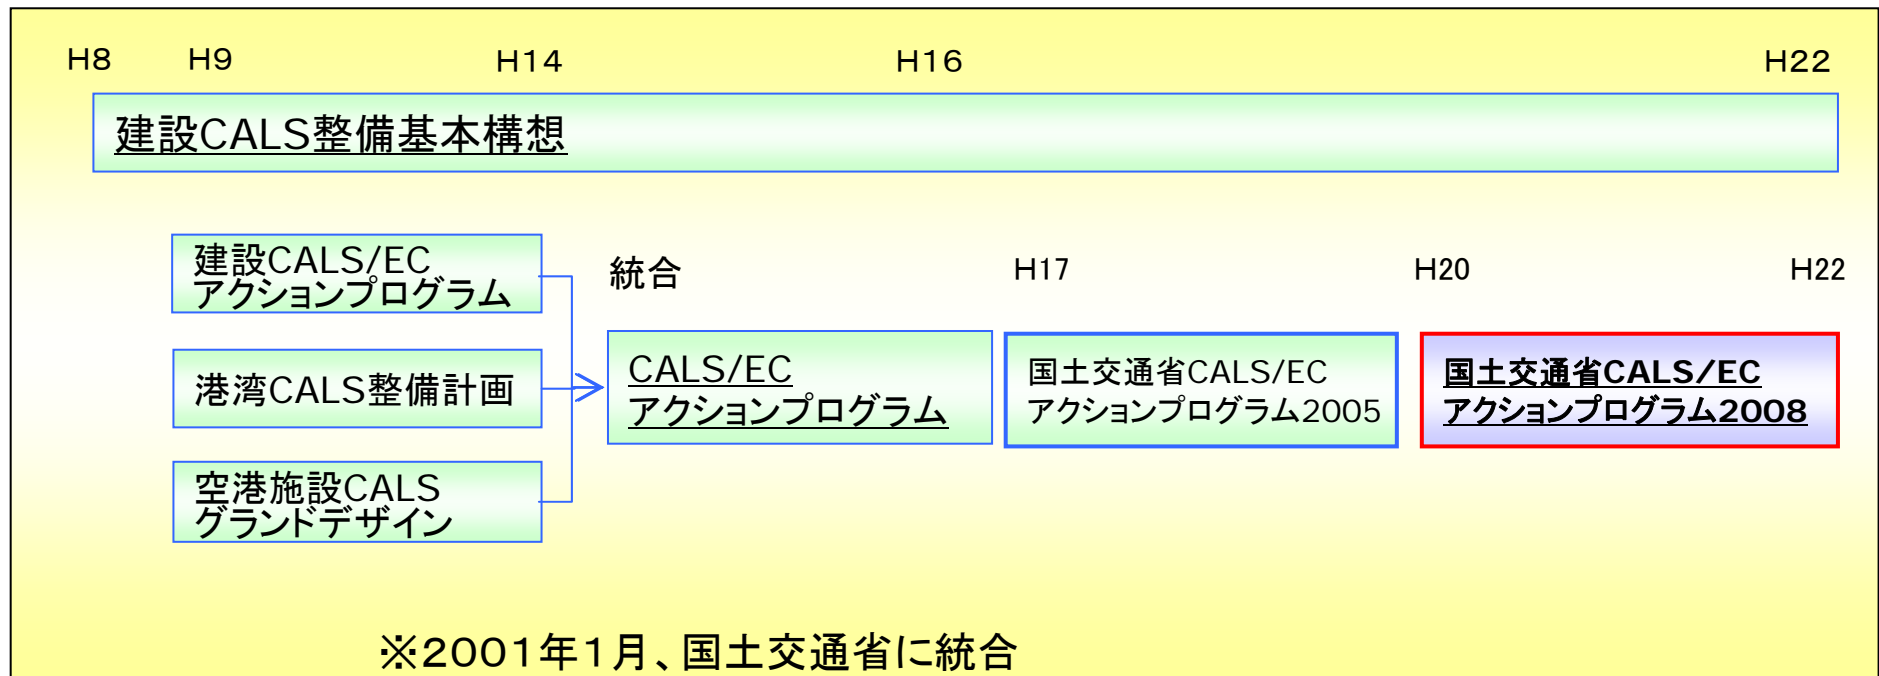 H8 H9 H14 H16 H22
建設CALS整備基本構想
建設CALS/EC
アクションプログラム
統合 H17 H20 H22
港湾CALS整備計画
CALS/EC
アクションプログラム
国土交通省CALS/EC
アクションプログラム2005
国土交通省CALS/EC
アクションプログラム2008
空港施設CALS
グランドデザイン
※2001年1月、国土交通省に統合